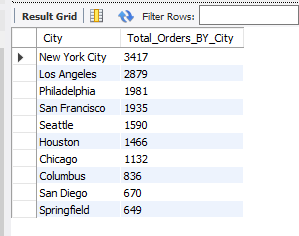 Result Grid Filter Rows:
City Total_Orders_BY_City
New York City 3417
Los Angeles 2879
Philadelphia 1981
San Francisco 1935
Seattle 1590
Houston 1466
Chicago 1132
Columbus 836
San Diego 670
Springfield 649